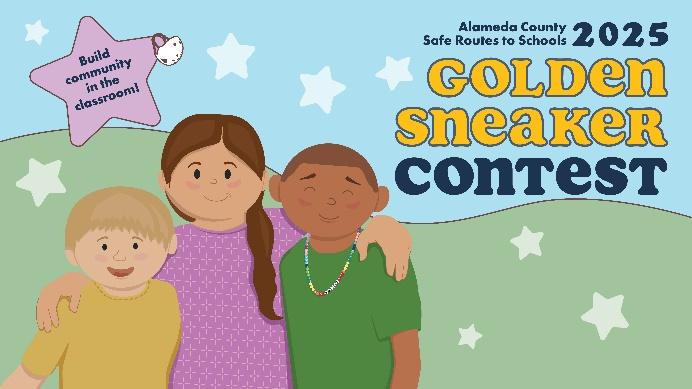 Alameda County
Safe Routes to Schools 2025
GOLDEN
SNEAKER
CONTEST
Build
community
in the
classroom!